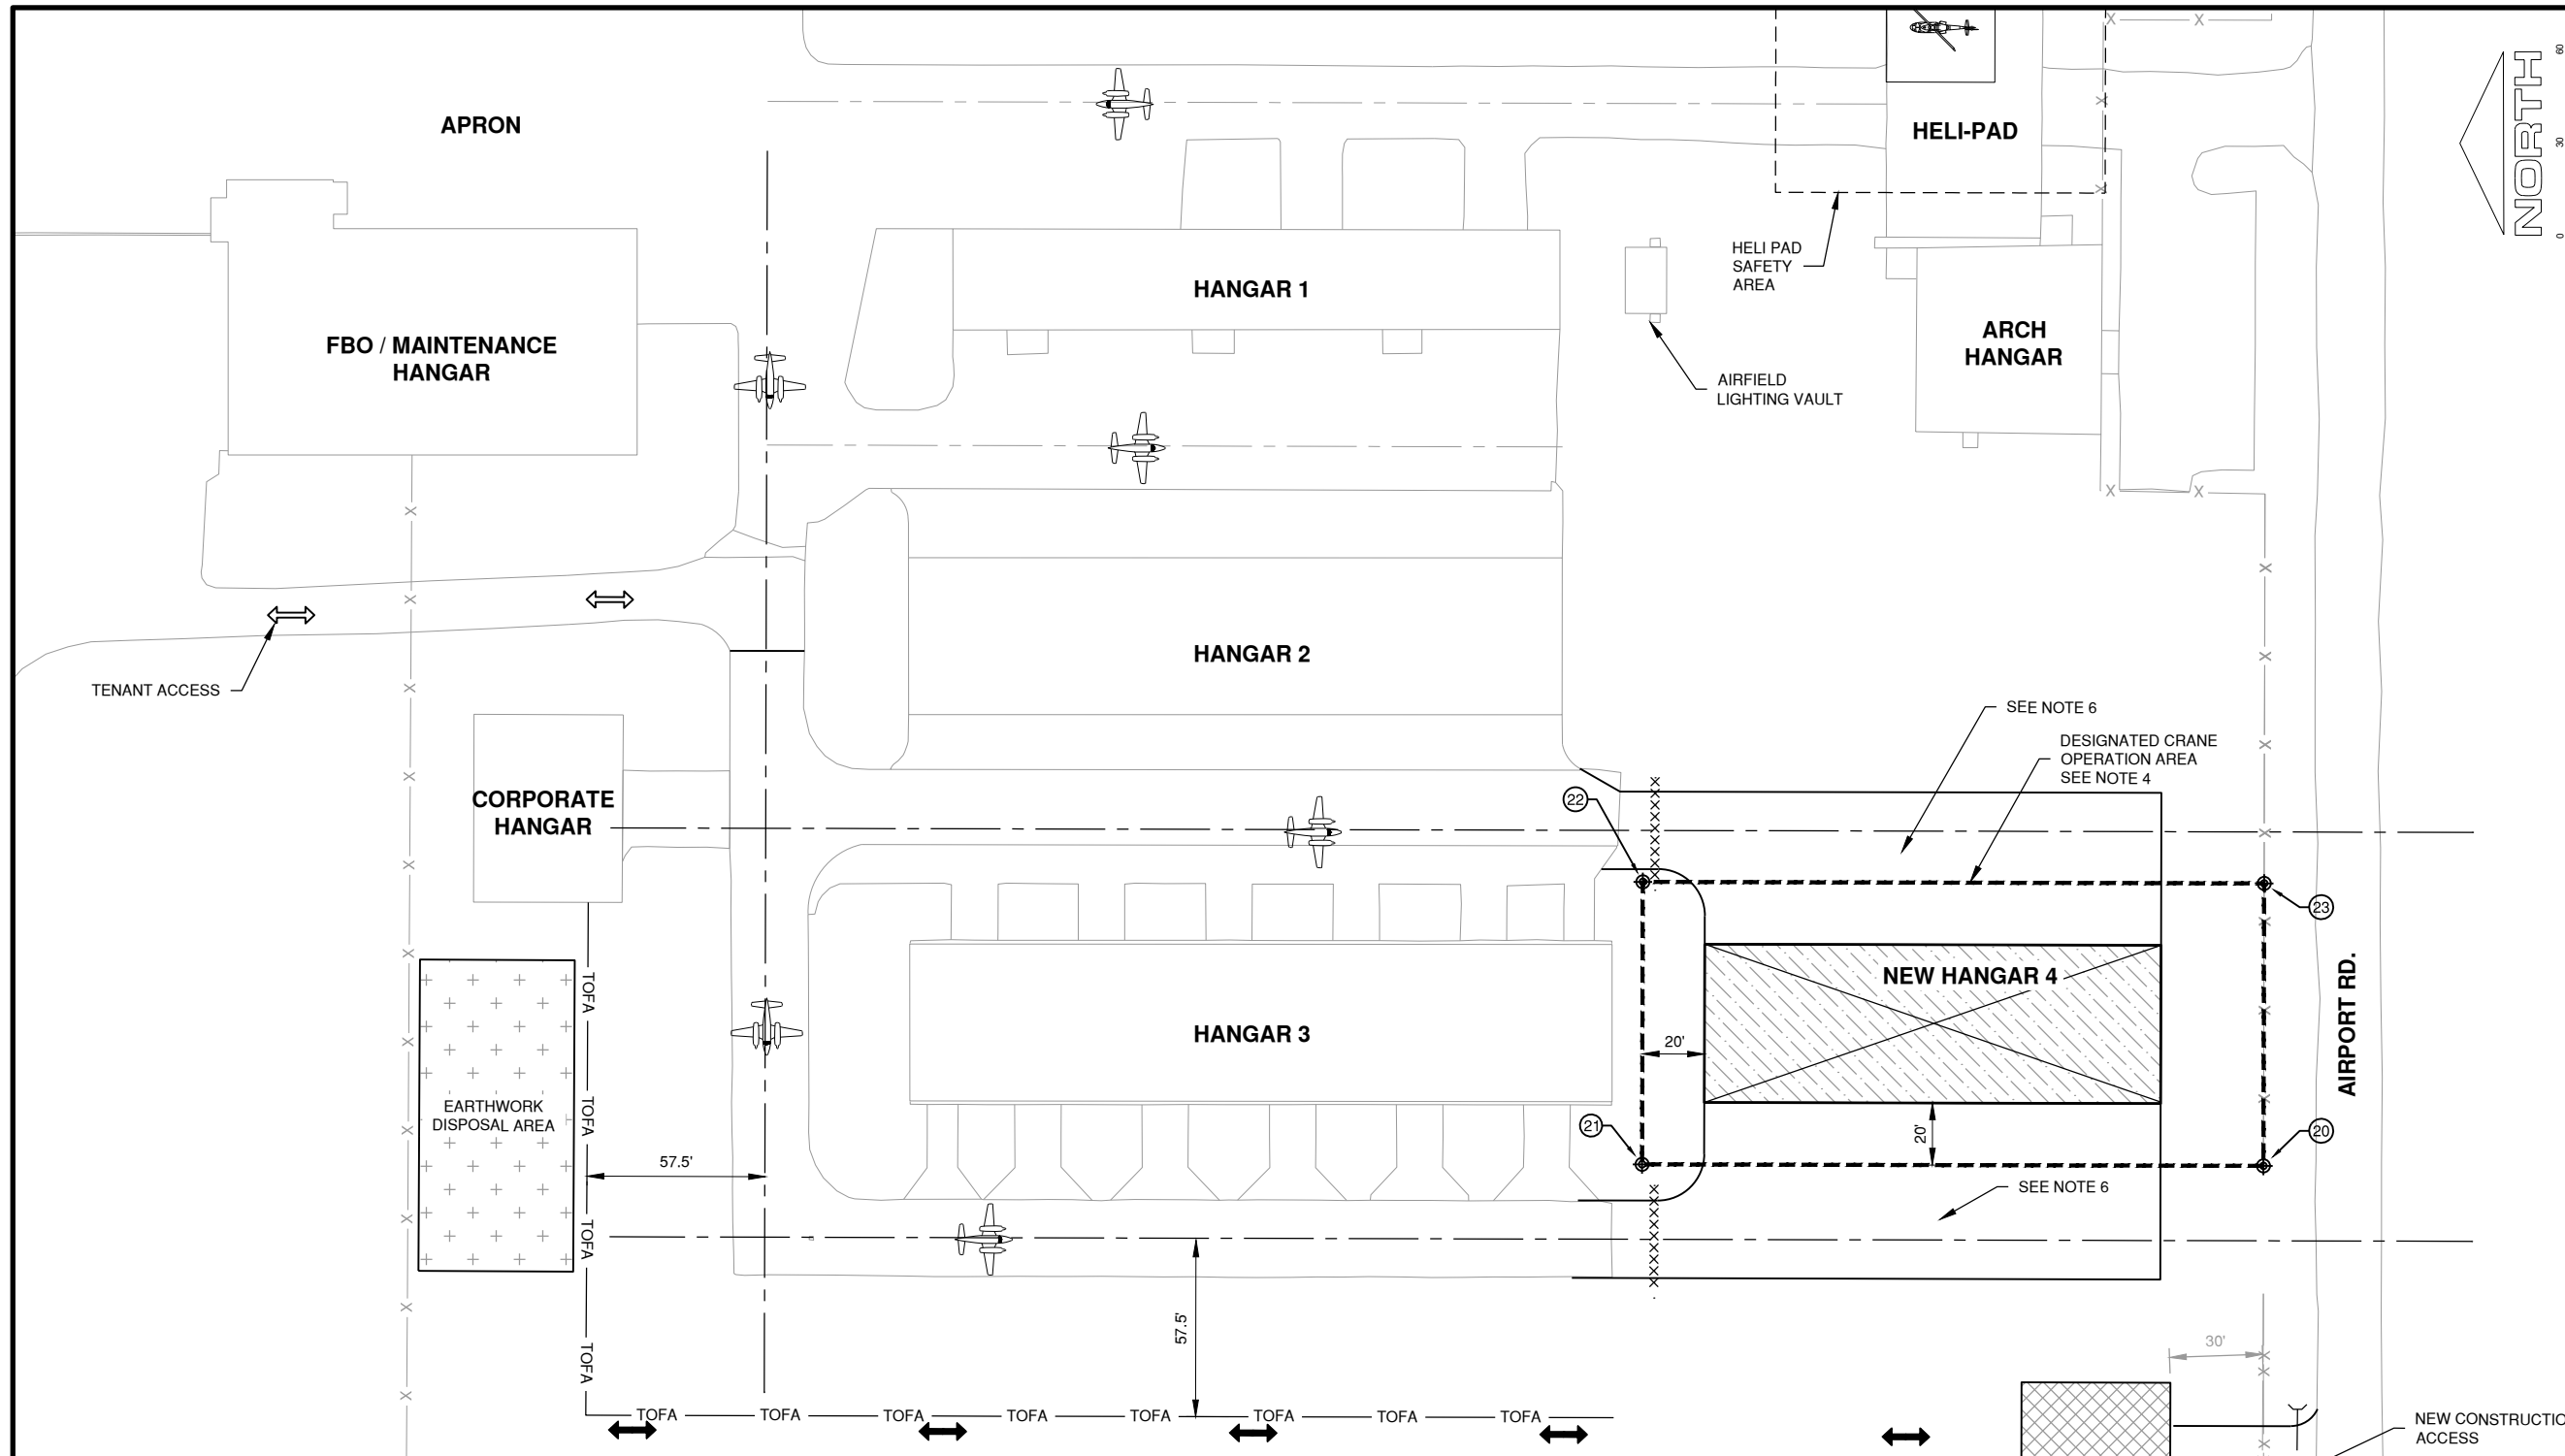 APRON
HELI-PAD
NORTH
0
30
60
HELI PAD
SAFETY
AREA
HANGAR 1
FBO / MAINTENANCE
HANGAR
ARCH
HANGAR
AIRFIELD
LIGHTING VAULT
TENANT ACCESS
HANGAR 2
SEE NOTE 6
DESIGNATED CRANE
OPERATION AREA
SEE NOTE 4
CORPORATE
HANGAR
22
23
NEW HANGAR 4
AIRPORT RD.
HANGAR 3
20'
20'
21
20
EARTHWORK
DISPOSAL AREA
TOFA
TOFA
TOFA
TOFA
57.5'
SEE NOTE 6
57.5'
30'
TOFA
TOFA
TOFA
TOFA
TOFA
TOFA
TOFA
TOFA
NEW CONSTRUCTIO
ACCESS